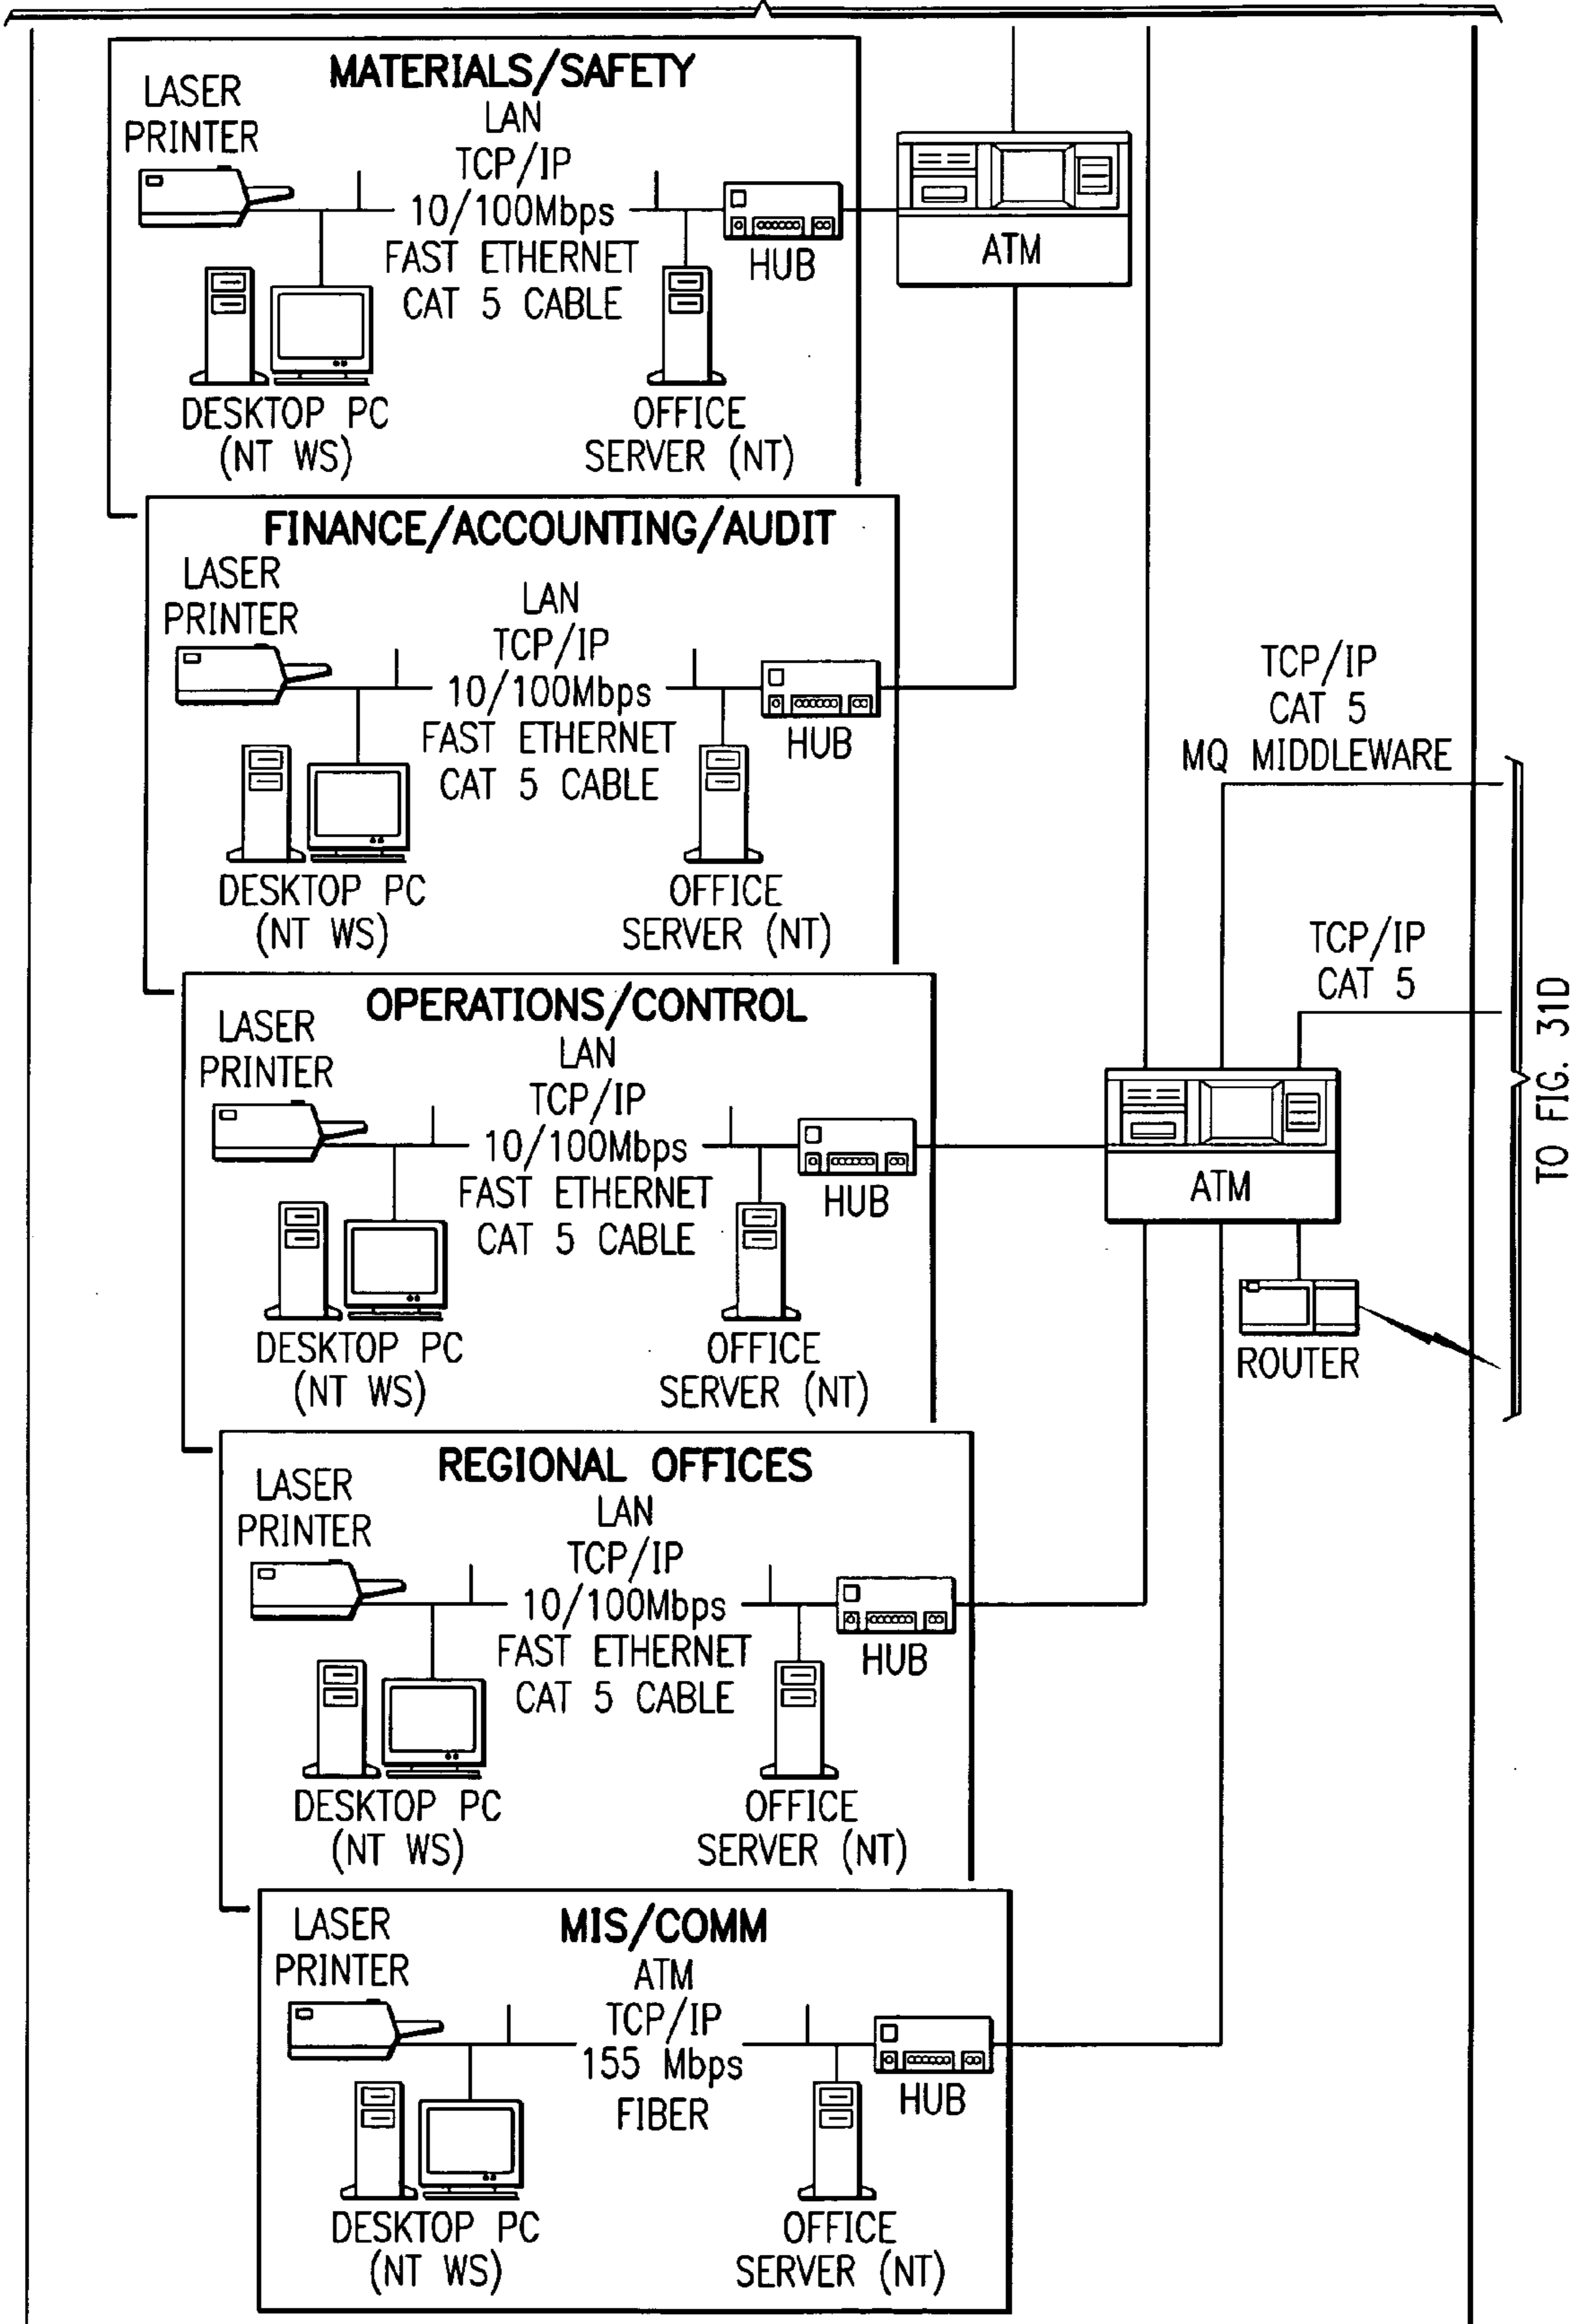 MATERIALS/SAFETY
LASER
PRINTER
LAN
TCP/IP
10/100Mbps
FAST ETHERNET
CAT 5 CABLE
HUB
ATM
DESKTOP PC
(NT WS)
OFFICE
SERVER (NT)
FINANCE/ACCOUNTING/AUDIT
LASER
PRINTER
LAN
TCP/IP
10/100Mbps
FAST ETHERNET
CAT 5 CABLE
HUB
DESKTOP PC
(NT WS)
OFFICE
SERVER (NT)
TCP/IP
CAT 5
MQ MIDDLEWARE
TCP/IP
CAT 5
TO FIG. 31D
OPERATIONS/CONTROL
LASER
PRINTER
LAN
TCP/IP
10/100Mbps
FAST ETHERNET
CAT 5 CABLE
HUB
ATM
ROUTER
DESKTOP PC
(NT WS)
OFFICE
SERVER (NT)
REGIONAL OFFICES
LASER
PRINTER
LAN
TCP/IP
10/100Mbps
FAST ETHERNET
CAT 5 CABLE
HUB
DESKTOP PC
(NT WS)
OFFICE
SERVER (NT)
MIS/COMM
LASER
PRINTER
ATM
TCP/IP
155 Mbps
FIBER
HUB
DESKTOP PC
(NT WS)
OFFICE
SERVER (NT)